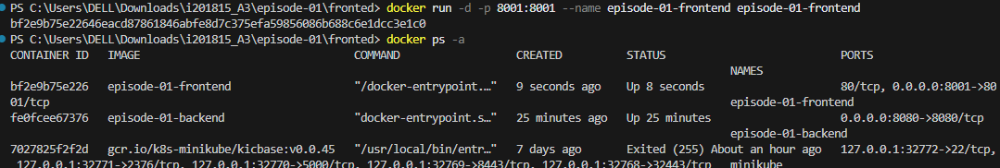 PS C:\Users\DELL\Downloads\i201815_A3\episode-01\fronted> docker run -d -p 8001:8001 --name episode-01-frontend episode-01-frontend
bf2e9b75e22646eacd87861846abfe8d7c375efa59856086b688c6e1dcc3e1c0
PS C:\Users\DELL\Downloads\i201815_A3\episode-01\fronted> docker ps -a
CONTAINER ID IMAGE COMMAND CREATED STATUS PORTS
NAMES
bf2e9b75e226 episode-01-frontend "/docker-entrypoint.…" 9 seconds ago Up 8 seconds 80/tcp, 0.0.0.0:8001->80
01/tcp episode-01-frontend
fe0fcee67376 episode-01-backend "docker-entrypoint.s…" 25 minutes ago Up 25 minutes 0.0.0.0:8080->8080/tcp
episode-01-backend
7027825f2f2d gcr.io/k8s-minikube/kicbase:v0.0.45 "/usr/local/bin/entr…" 7 days ago Exited (255) About an hour ago 127.0.0.1:32772->22/tcp,
127.0.0.1:32771->2376/tcp, 127.0.0.1:32770->5000/tcp, 127.0.0.1:32769->8443/tcp, 127.0.0.1:32768->32443/tcp minikube